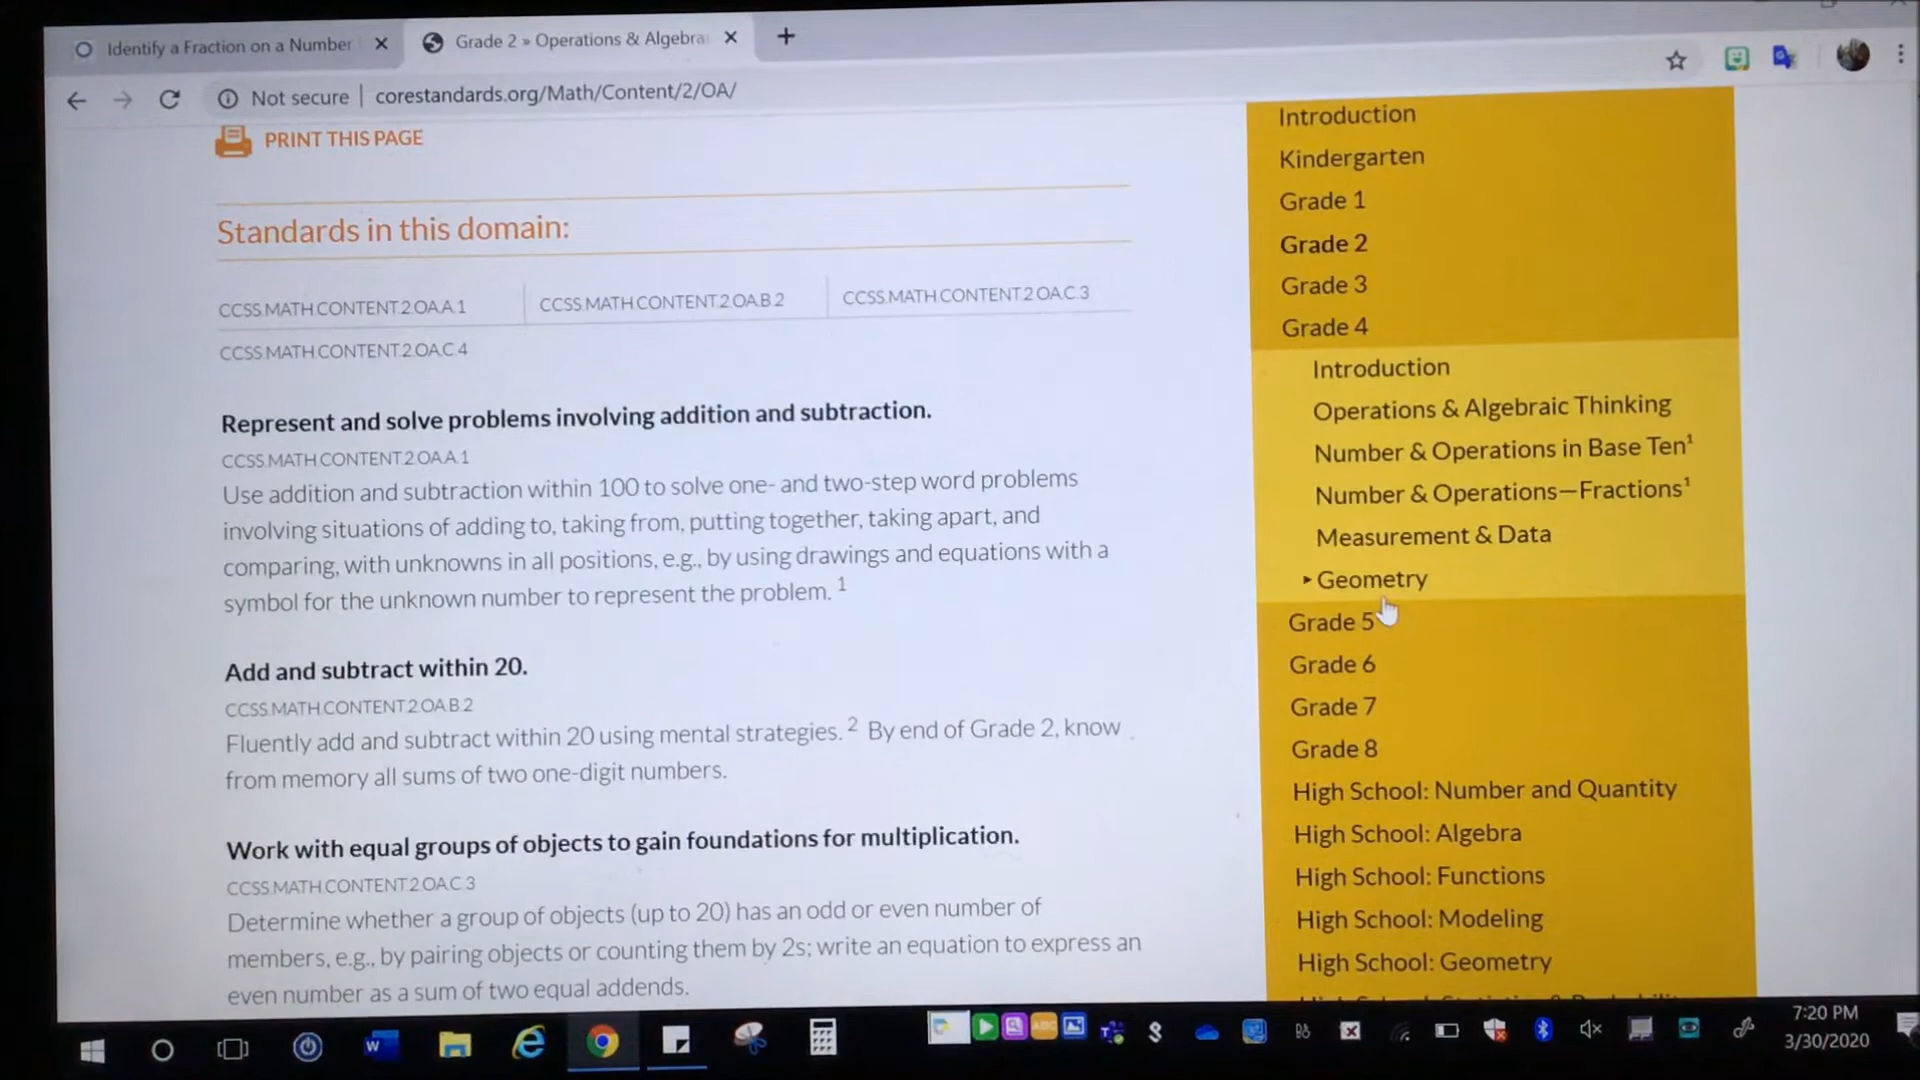 Identify a Fraction on a Number
Grade 2 » Operations & Algebra
Not secure | corestandards.org/Math/Content/2/OA/
PRINT THIS PAGE
Standards in this domain:
CCSS.MATH.CONTENT.2.OA.A.1
CCSS.MATH.CONTENT.2.OA.B.2
CCSS.MATH.CONTENT.2.OA.C.3
CCSS.MATH.CONTENT.2.OA.C.4
Represent and solve problems involving addition and subtraction.
CCSS.MATH.CONTENT.2.OA.A.1
Use addition and subtraction within 100 to solve one- and two-step word problems
involving situations of adding to, taking from, putting together, taking apart, and
comparing, with unknowns in all positions, e.g., by using drawings and equations with a
symbol for the unknown number to represent the problem. 1
Add and subtract within 20.
CCSS.MATH.CONTENT.2.OA.B.2
Fluently add and subtract within 20 using mental strategies. 2 By end of Grade 2, know
from memory all sums of two one-digit numbers.
Work with equal groups of objects to gain foundations for multiplication.
CCSS.MATH.CONTENT.2.OA.C.3
Determine whether a group of objects (up to 20) has an odd or even number of
members, e.g., by pairing objects or counting them by 2s; write an equation to express an
even number as a sum of two equal addends.
Introduction
Kindergarten
Grade 1
Grade 2
Grade 3
Grade 4
Introduction
Operations & Algebraic Thinking
Number & Operations in Base Ten¹
Number & Operations—Fractions¹
Measurement & Data
Geometry
Grade 5
Grade 6
Grade 7
Grade 8
High School: Number and Quantity
High School: Algebra
High School: Functions
High School: Modeling
High School: Geometry
7:20 PM
3/30/2020